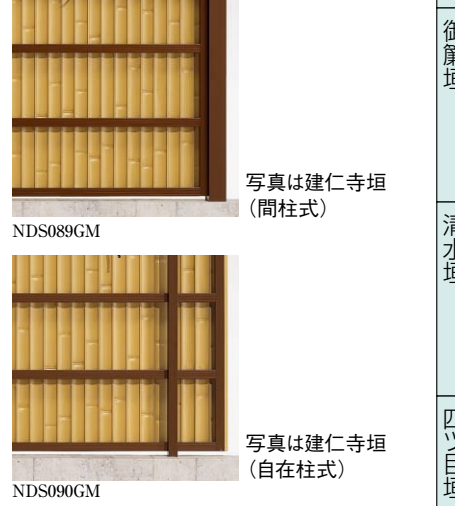 写真は建仁寺垣
（間柱式）
NDS089GM
写真は建仁寺垣
（自在柱式）
NDS090GM
御簾垣
清水垣
四ツ目垣